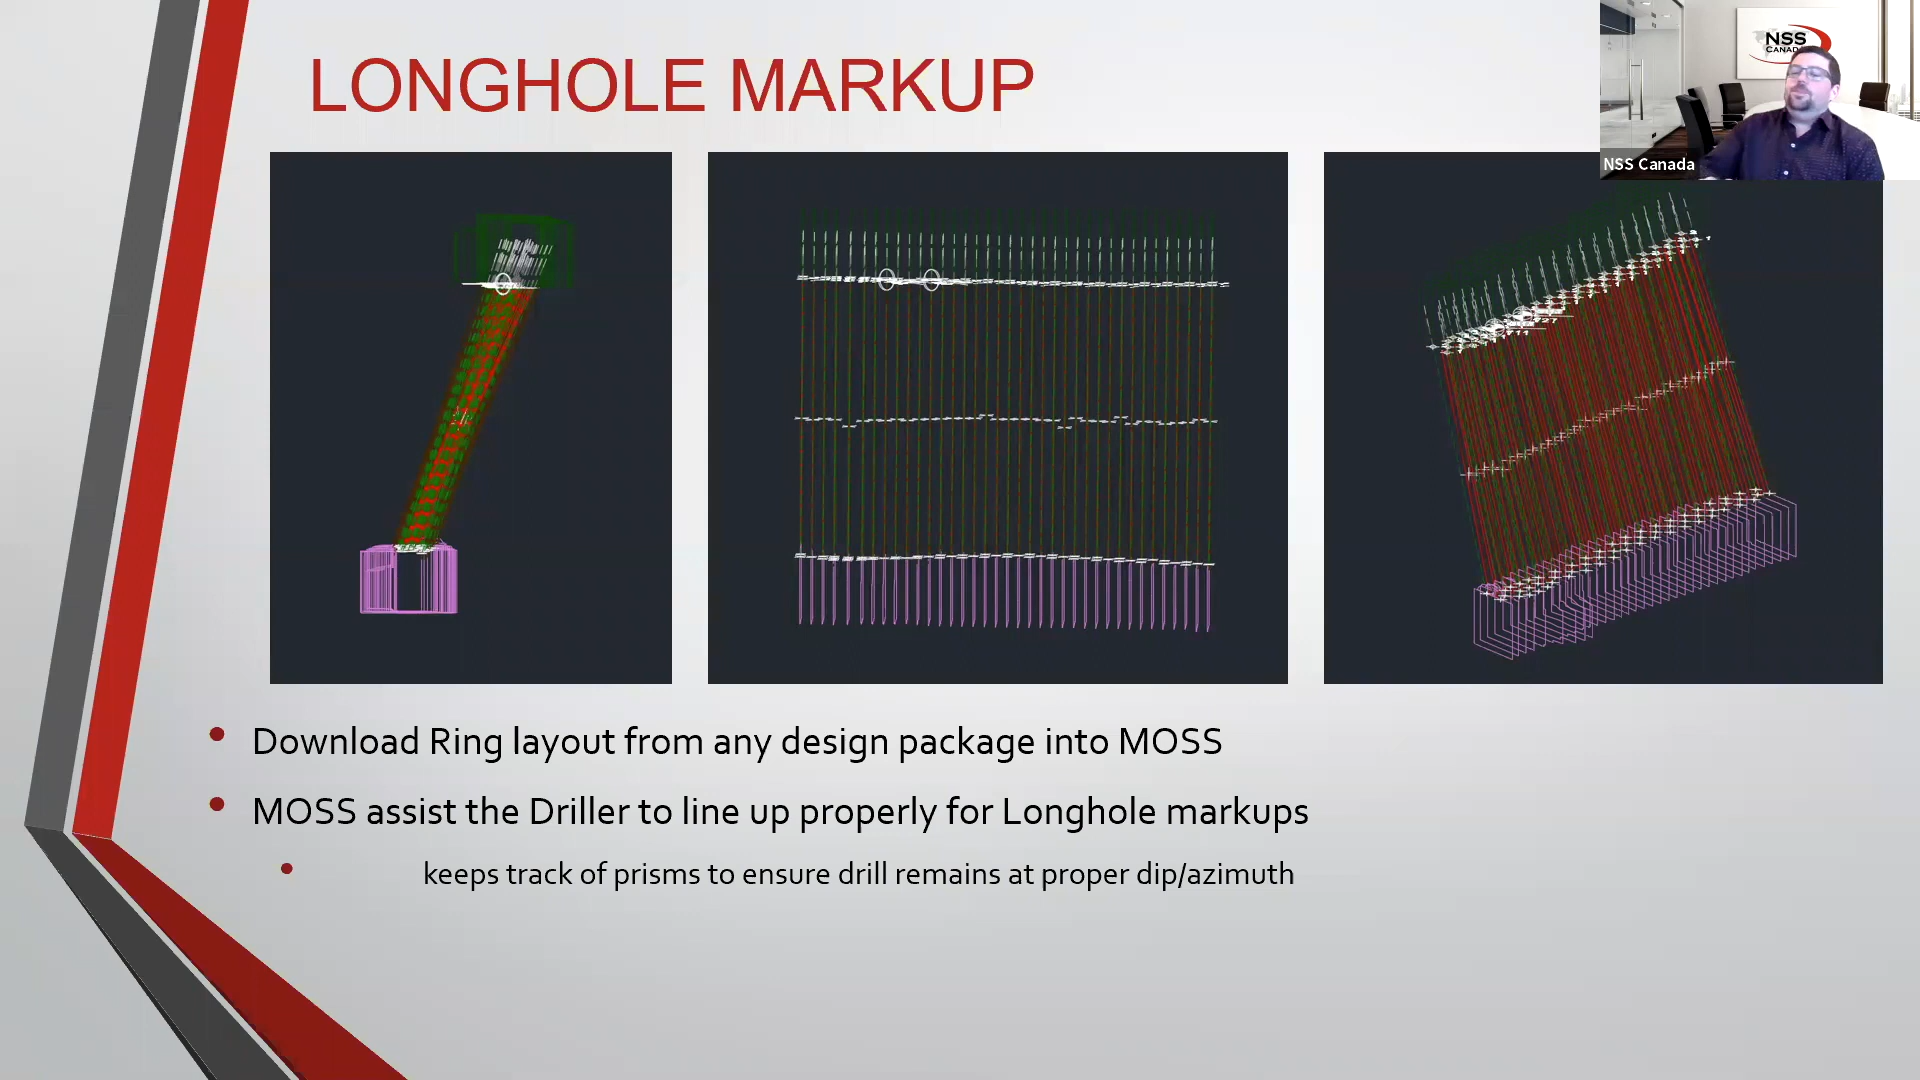 LONGHOLE MARKUP
NSS
CANADA
NSS Canada
Download Ring layout from any design package into MOSS
MOSS assist the Driller to line up properly for Longhole markups
keeps track of prisms to ensure drill remains at proper dip/azimuth